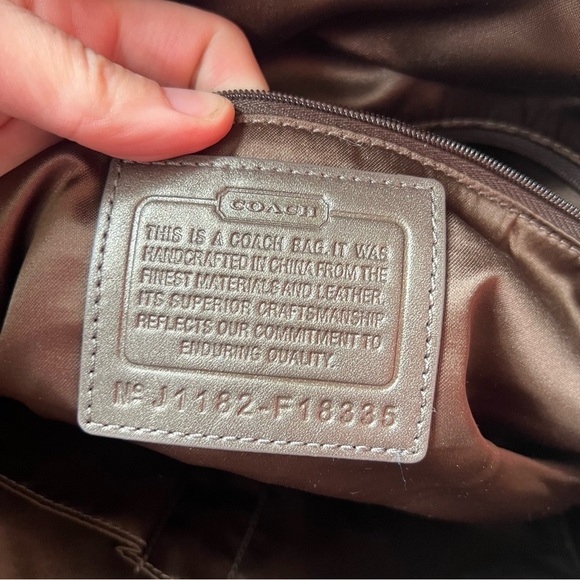 COACH
THIS IS A COACH BAG. IT WAS
HANDCRAFTED IN CHINA FROM THE
FINEST MATERIALS AND LEATHER.
ITS SUPERIOR CRAFTSMANSHIP
REFLECTS OUR COMMITMENT TO
ENDURING QUALITY.
Nº J1182-F18335